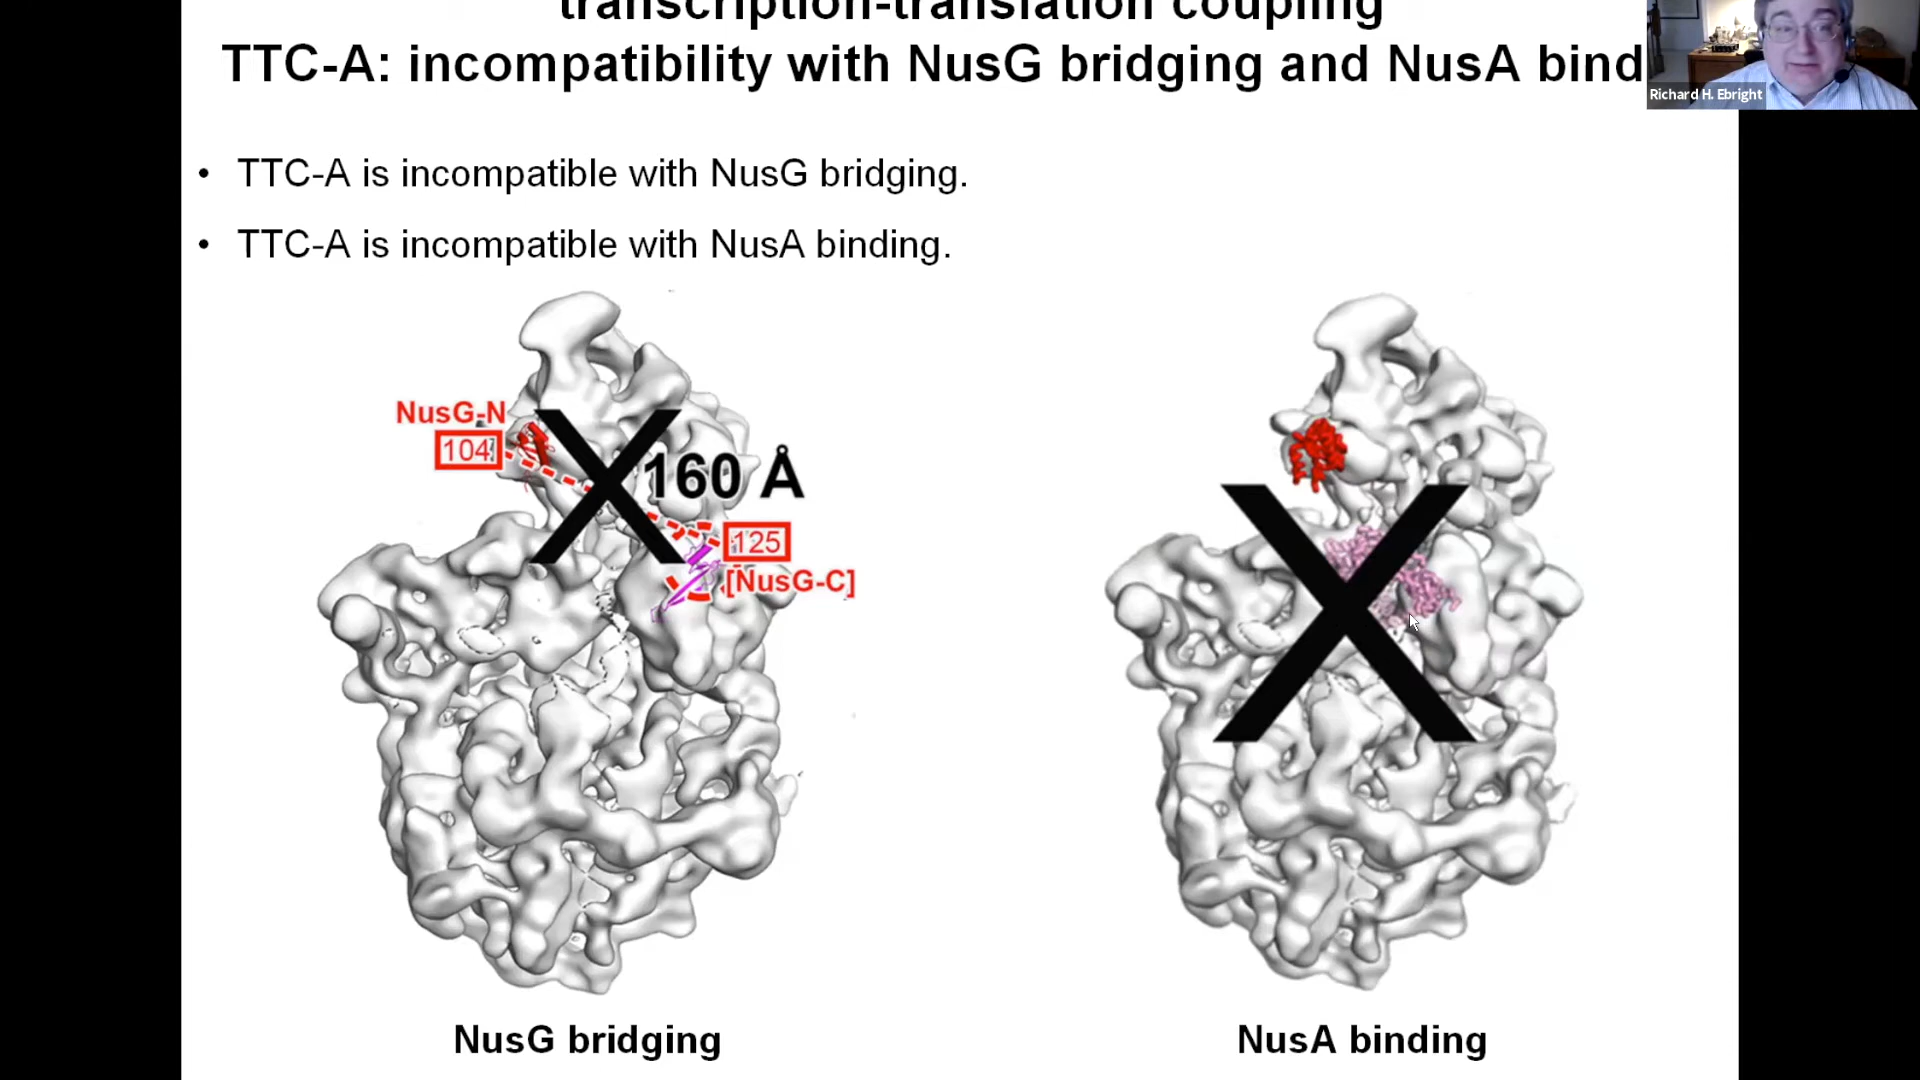 transcription-translation coupling
TTC-A: incompatibility with NusG bridging and NusA bind
Richard H. Ebright
• TTC-A is incompatible with NusG bridging.
• TTC-A is incompatible with NusA binding.
NusG-N
104
160 Å
125
[NusG-C]
NusG bridging
NusA binding